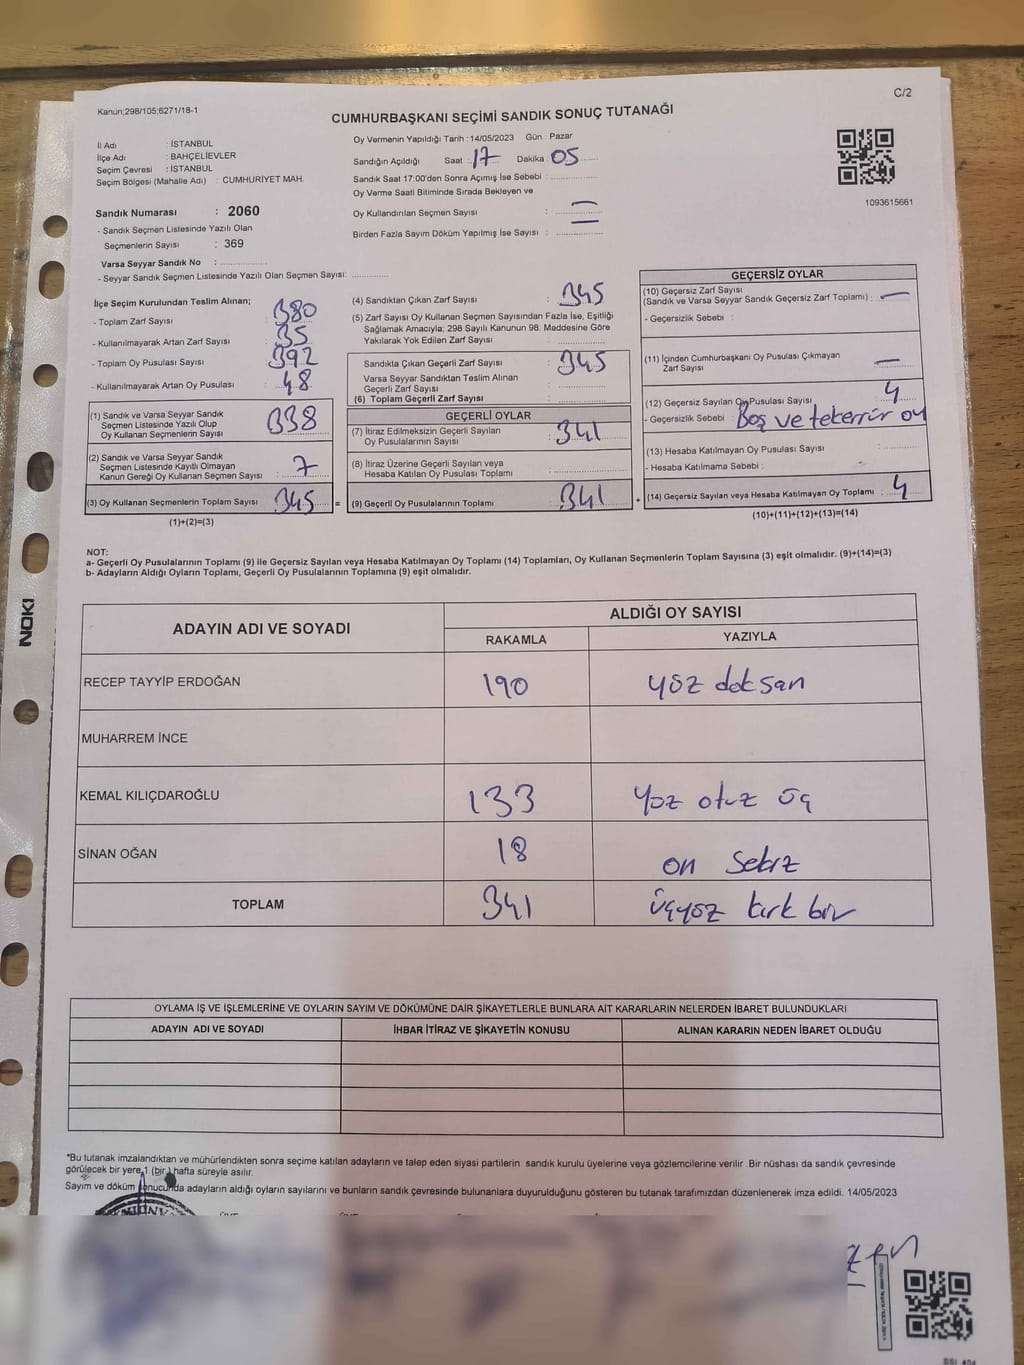 Kanun;298/105;6271/18-1
C/2
CUMHURBAŞKANI SEÇİMİ SANDIK SONUÇ TUTANAĞI
İl Adı : İSTANBUL
İlçe Adı : BAHÇELİEVLER
Seçim Çevresi : İSTANBUL
Seçim Bölgesi (Mahalle Adı) : CUMHURİYET MAH.
Oy Vermenin Yapıldığı Tarih : 14/05/2023 Gün : Pazar
Sandığın Açıldığı Saat 17 Dakika : 05
Sandık Saat 17:00'den Sonra Açımış İse Sebebi :
Oy Verme Saati Bitiminde Sırada Bekleyen ve
Oy Kullandırılan Seçmen Sayısı : —
Birden Fazla Sayım Döküm Yapılmış İse Sayısı : —
1093615661
Sandık Numarası : 2060
- Sandık Seçmen Listesinde Yazılı Olan
Seçmenlerin Sayısı : 369
Varsa Seyyar Sandık No :
- Seyyar Sandık Seçmen Listesinde Yazılı Olan Seçmen Sayısı:
İlçe Seçim Kurulundan Teslim Alınan;
- Toplam Zarf Sayısı : 380
- Kullanılmayarak Artan Zarf Sayısı : 35
- Toplam Oy Pusulası Sayısı : 392
- Kullanılmayarak Artan Oy Pusulası : 48
(1) Sandık ve Varsa Seyyar Sandık
Seçmen Listesinde Yazılı Olup
Oy Kullanan Seçmenlerin Sayısı : 338
(2) Sandık ve Varsa Seyyar Sandık
Seçmen Listesinde Kayıtlı Olmayan
Kanun Gereği Oy Kullanan Seçmen Sayısı : 7
(3) Oy Kullanan Seçmenlerin Toplam Sayısı : 345 =
(1)+(2)=(3)
(4) Sandıktan Çıkan Zarf Sayısı : 345
(5) Zarf Sayısı Oy Kullanan Seçmen Sayısından Fazla İse, Eşitliği
Sağlamak Amacıyla; 298 Sayılı Kanunun 98. Maddesine Göre
Yakılarak Yok Edilen Zarf Sayısı :
Sandıkta Çıkan Geçerli Zarf Sayısı : 345
Varsa Seyyar Sandıktan Teslim Alınan
Geçerli Zarf Sayısı :
(6) Toplam Geçerli Zarf Sayısı :
GEÇERLİ OYLAR
(7) İtiraz Edilmeksizin Geçerli Sayılan
Oy Pusulalarının Sayısı : 341
(8) İtiraz Üzerine Geçerli Sayılan veya
Hesaba Katılan Oy Pusulası Toplamı :
(9) Geçerli Oy Pusulalarının Toplamı : 341 +
GEÇERSİZ OYLAR
(10) Geçersiz Zarf Sayısı
(Sandık ve Varsa Seyyar Sandık Geçersiz Zarf Toplamı) : —
- Geçersizlik Sebebi :
(11) İçinden Cumhurbaşkanı Oy Pusulası Çıkmayan
Zarf Sayısı : —
(12) Geçersiz Sayılan Oy Pusulası Sayısı : 4
- Geçersizlik Sebebi : Boş ve tekerrür oy
(13) Hesaba Katılmayan Oy Pusulası Sayısı :
- Hesaba Katılmama Sebebi :
(14) Geçersiz Sayılan veya Hesaba Katılmayan Oy Toplamı : 4
(10)+(11)+(12)+(13)=(14)
NOT:
a- Geçerli Oy Pusulalarının Toplamı (9) ile Geçersiz Sayılan veya Hesaba Katılmayan Oy Toplamı (14) Toplamları, Oy Kullanan Seçmenlerin Toplam Sayısına (3) eşit olmalıdır. (9)+(14)=(3)
b- Adayların Aldığı Oyların Toplamı, Geçerli Oy Pusulalarının Toplamına (9) eşit olmalıdır.
NOKI
ADAYIN ADI VE SOYADI
ALDIĞI OY SAYISI
RAKAMLA YAZIYLA
RECEP TAYYİP ERDOĞAN 190 yüz doksan
MUHARREM İNCE
KEMAL KILIÇDAROĞLU 133 Yüz otuz üç
SİNAN OĞAN 18 on sekiz
TOPLAM 341 Üçyüz kırk bir
OYLAMA İŞ VE İŞLEMLERİNE VE OYLARIN SAYIM VE DÖKÜMÜNE DAİR ŞİKAYETLERLE BUNLARA AİT KARARLARIN NELERDEN İBARET BULUNDUKLARI
ADAYIN ADI VE SOYADI İHBAR İTİRAZ VE ŞİKAYETİN KONUSU ALINAN KARARIN NEDEN İBARET OLDUĞU
*Bu tutanak imzalandıktan ve mühürlendikten sonra seçime katılan adayların ve talep eden siyasi partilerin sandık kurulu üyelerine veya gözlemcilerine verilir .Bir nüshası da sandık çevresinde
görülecek bir yere 1 (bir ) hafta süreyle asılır.
Sayım ve döküm sonucunda adayların aldığı oyların sayılarını ve bunların sandık çevresinde bulunanlara duyurulduğunu gösteren bu tutanak tarafımızdan düzenlenerek imza edildi. 14/05/2023